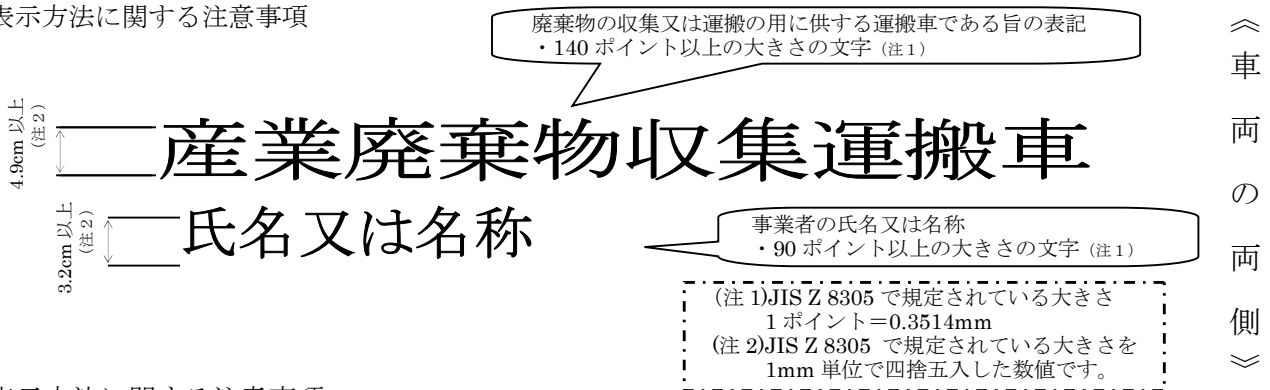 表示方法に関する注意事項
廃棄物の収集又は運搬の用に供する運搬車である旨の表記
・140 ポイント以上の大きさの文字 (注1)
4.9cm 以上
(注2)
産業廃棄物収集運搬車
3.2cm 以上
(注2)
氏名又は名称
事業者の氏名又は名称
・90 ポイント以上の大きさの文字 (注1)
(注 1)JIS Z 8305 で規定されている大きさ
1 ポイント＝0.3514mm
(注 2)JIS Z 8305 で規定されている大きさを
1mm 単位で四捨五入した数値です。
≪車両の両側≫